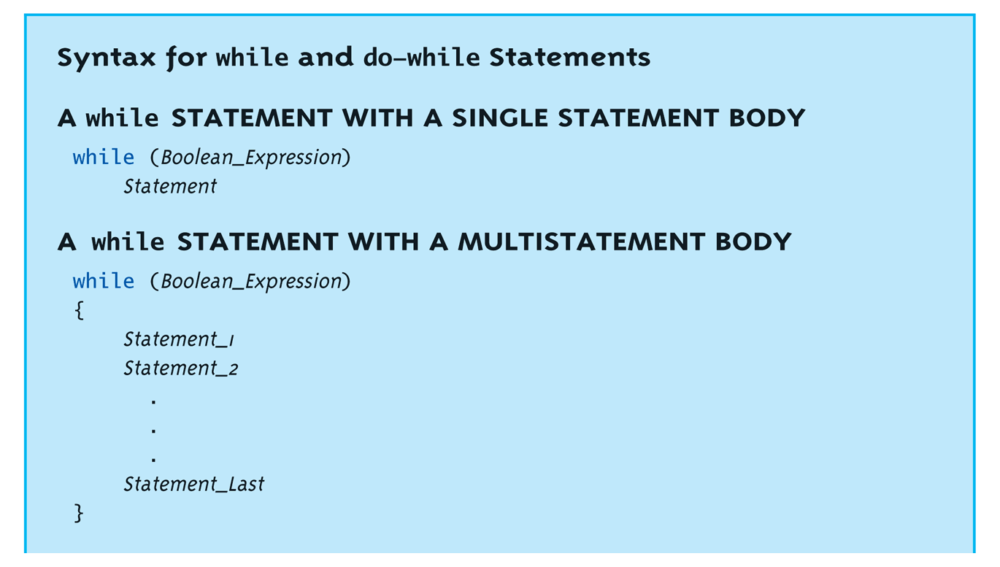 Syntax for while and do–while Statements
A while STATEMENT WITH A SINGLE STATEMENT BODY
while (Boolean_Expression)
Statement
A while STATEMENT WITH A MULTISTATEMENT BODY
while (Boolean_Expression)
{
Statement_1
Statement_2
.
.
.
Statement_Last
}